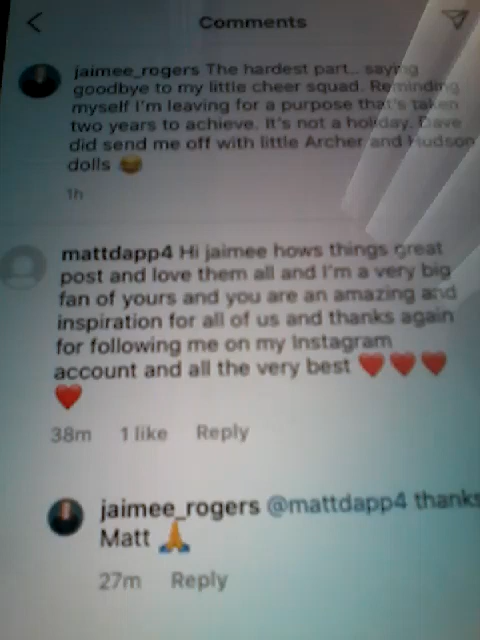 Comments
jaimee_rogers The hardest part... saying
goodbye to my little cheer squad. Reminding
myself I'm leaving for a purpose that's taken
two years to achieve. It's not a holiday. Dave
did send me off with little Archer and Hudson
dolls 😂
1h
mattdapp4 Hi jaimee hows things great
post and love them all and I'm a very big
fan of yours and you are an amazing and
inspiration for all of us and thanks again
for following me on my Instagram
account and all the very best ❤️❤️❤️
❤️
38m 1 like Reply
jaimee_rogers @mattdapp4 thanks
Matt 🙏
27m Reply